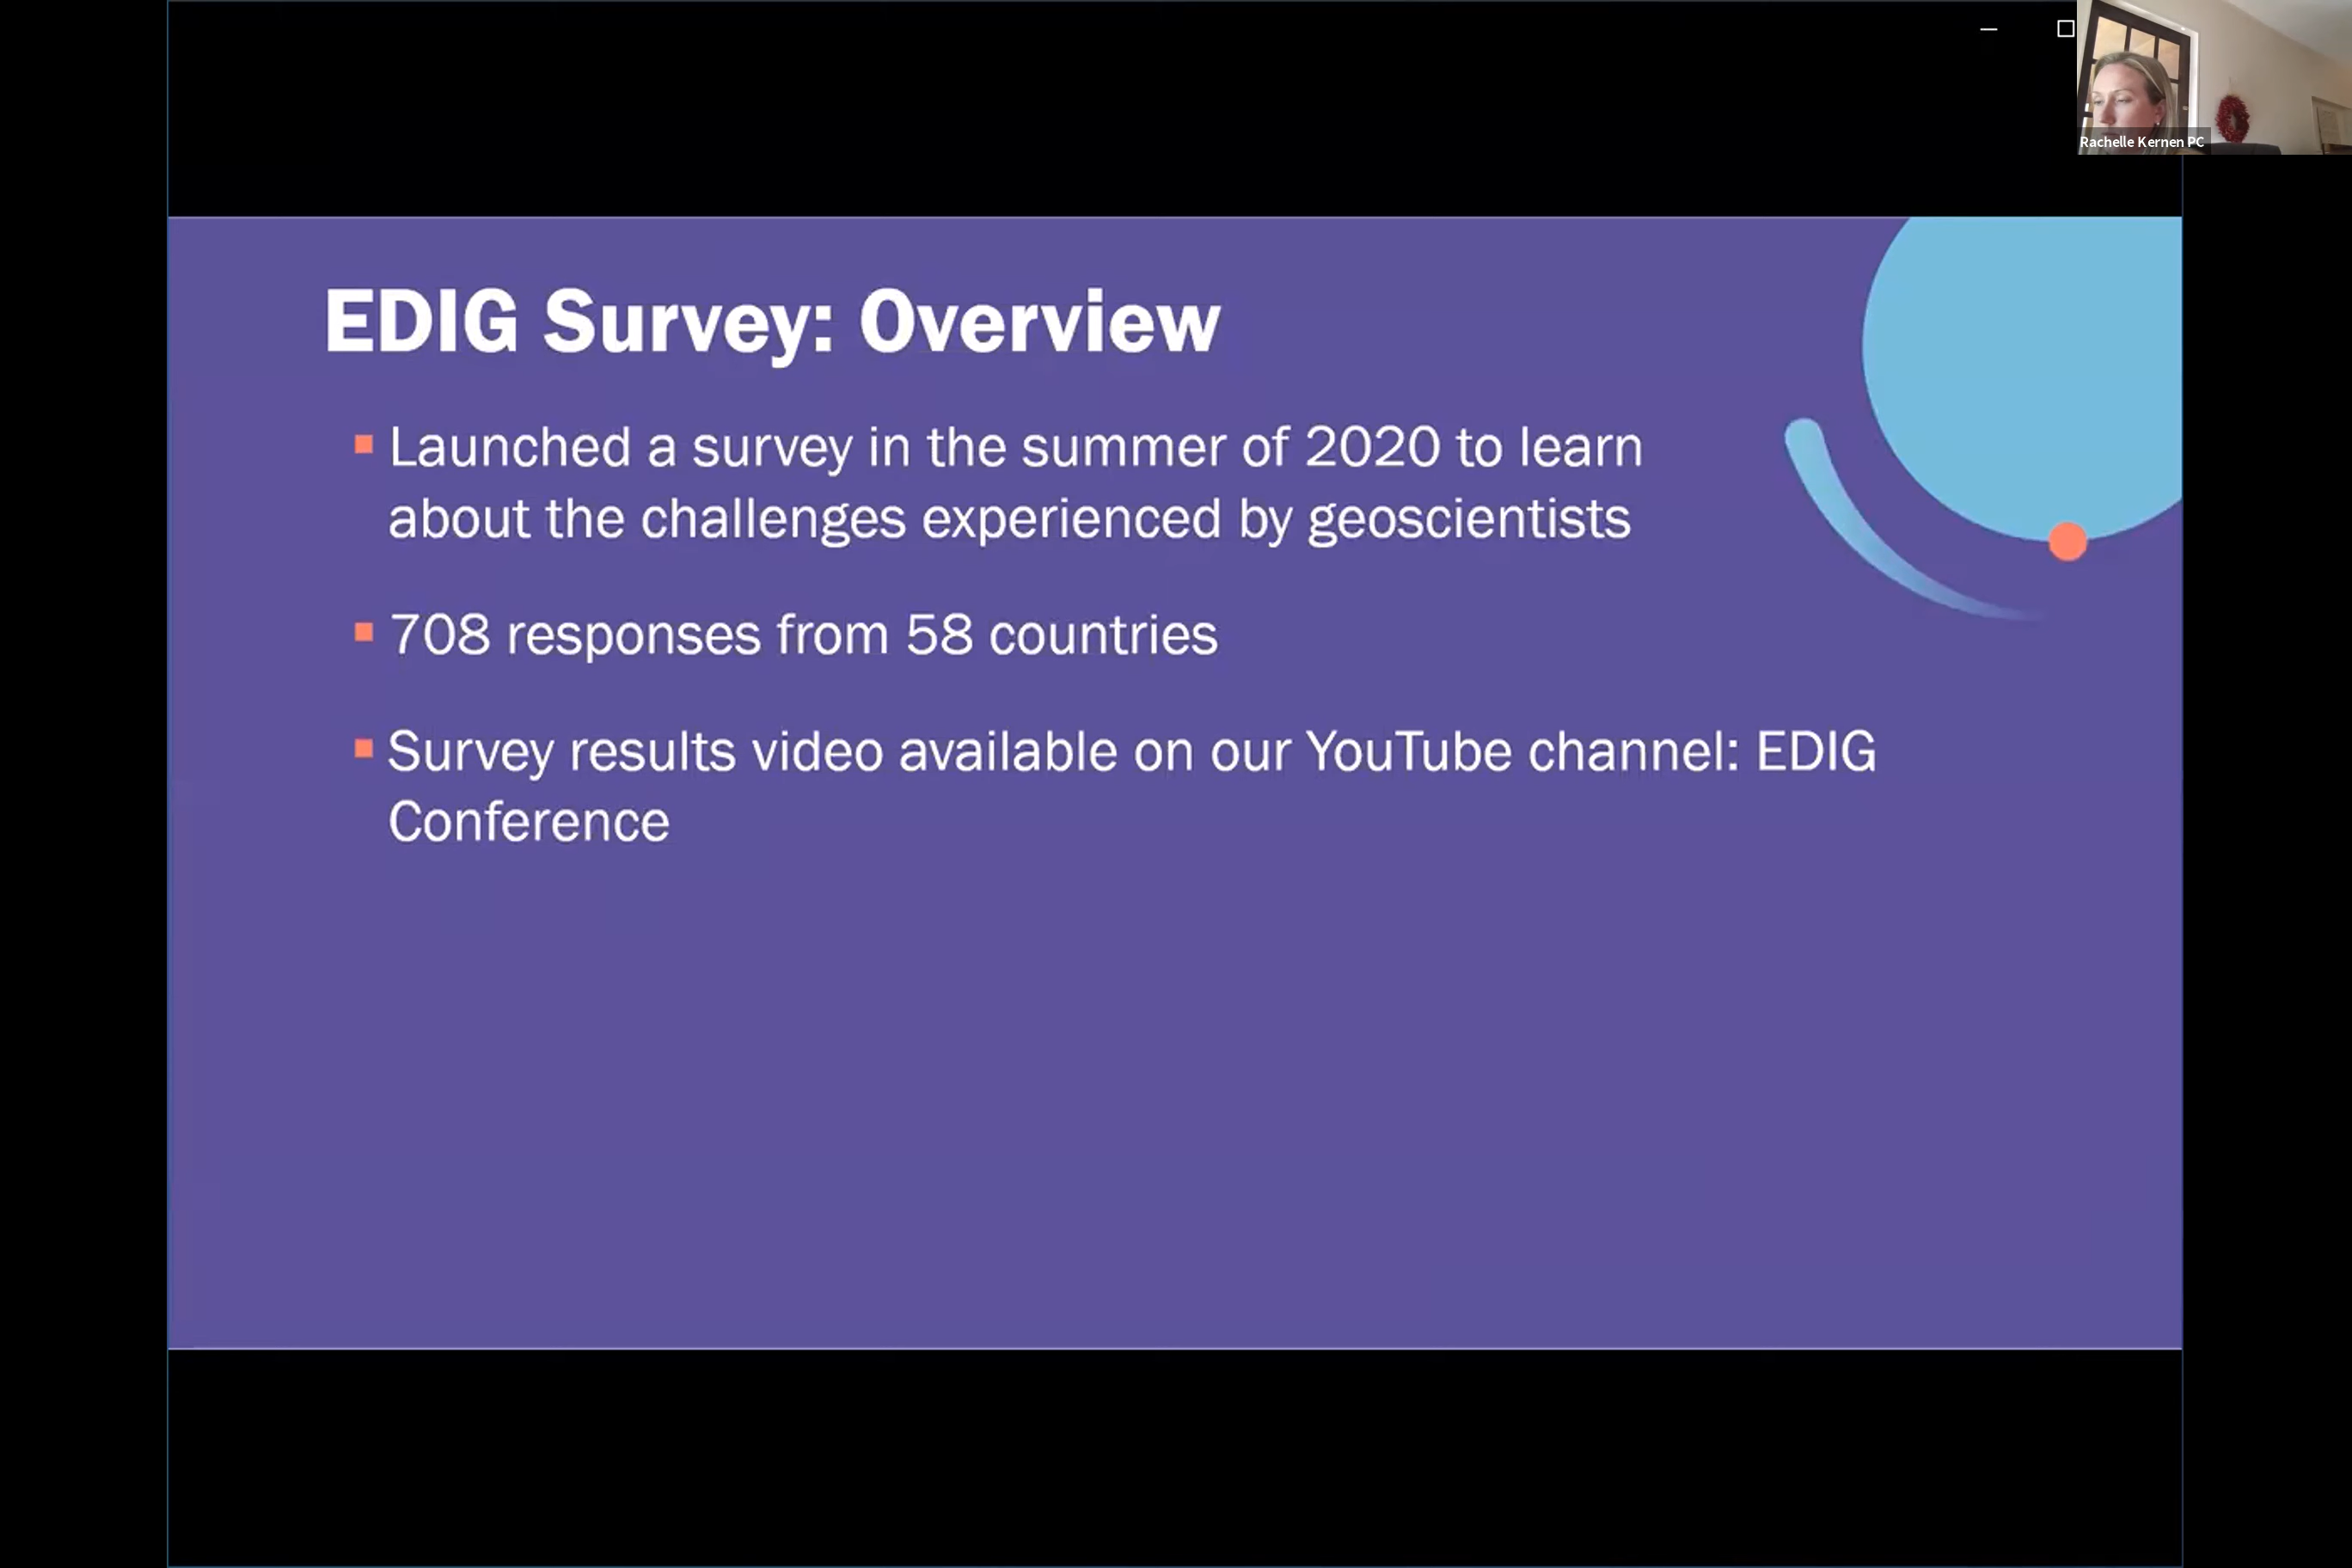 Rachelle Kernen PC
EDIG Survey: Overview
Launched a survey in the summer of 2020 to learn
about the challenges experienced by geoscientists
708 responses from 58 countries
Survey results video available on our YouTube channel: EDIG
Conference